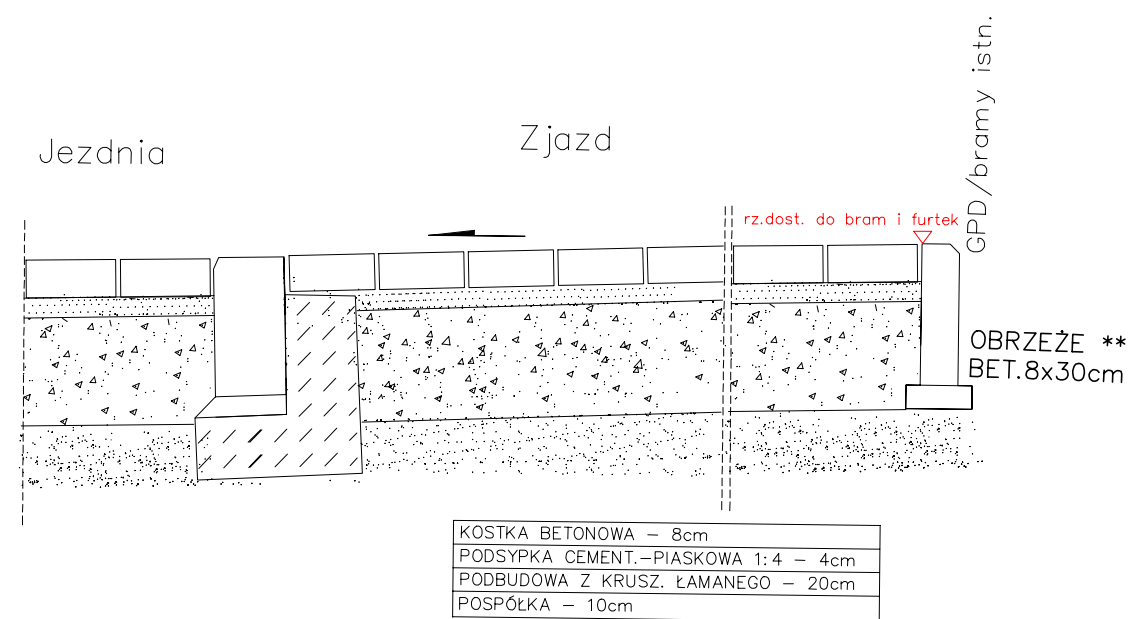 Jezdnia
Zjazd
GPD/bramy istn.
rz.dost. do bram i furtek
OBRZEŻE **
BET.8x30cm
KOSTKA BETONOWA – 8cm
PODSYPKA CEMENT.–PIASKOWA 1:4 – 4cm
PODBUDOWA Z KRUSZ. ŁAMANEGO – 20cm
POSPÓŁKA – 10cm